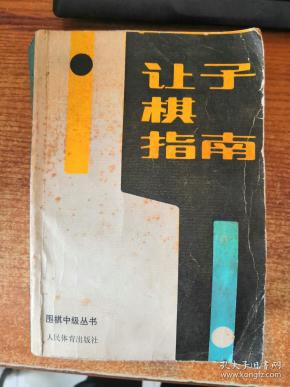 让子
棋
指南
围棋中级丛书
人民体育出版社
孔夫子旧书网